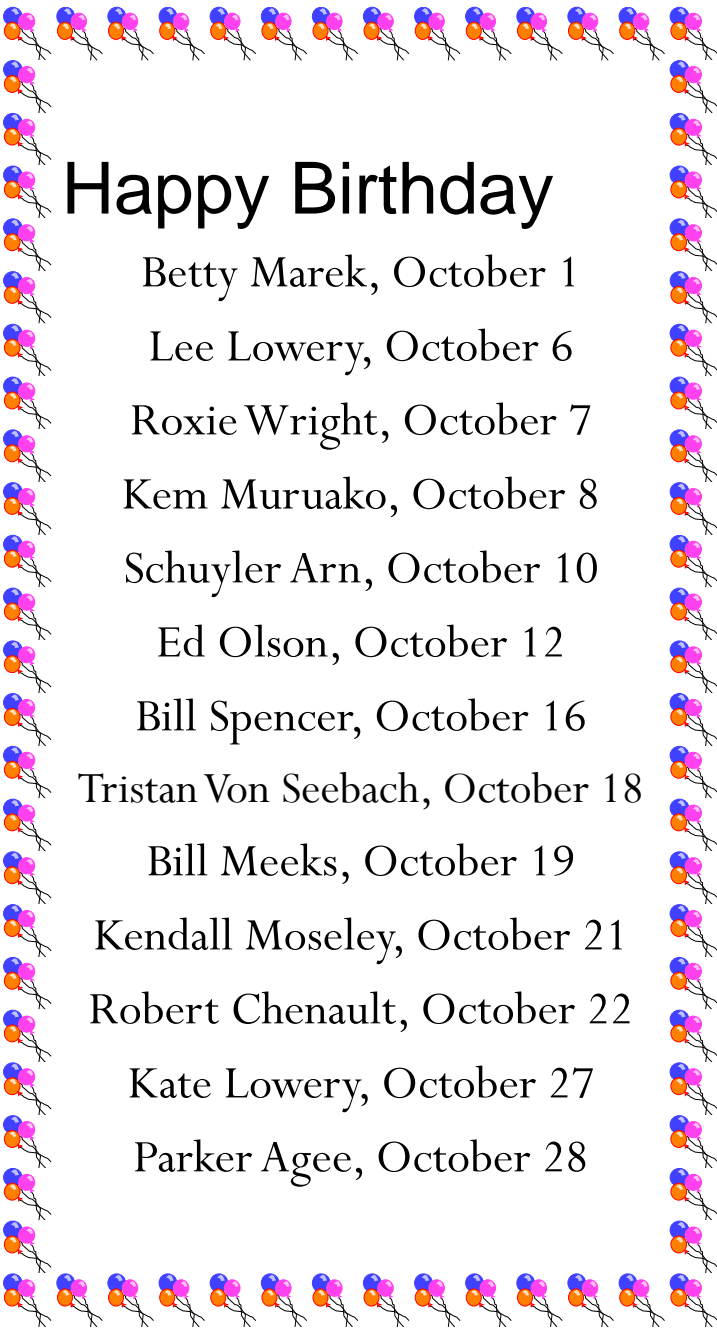 Happy Birthday
Betty Marek, October 1
Lee Lowery, October 6
Roxie Wright, October 7
Kem Muruako, October 8
Schuyler Arn, October 10
Ed Olson, October 12
Bill Spencer, October 16
Tristan Von Seebach, October 18
Bill Meeks, October 19
Kendall Moseley, October 21
Robert Chenault, October 22
Kate Lowery, October 27
Parker Agee, October 28